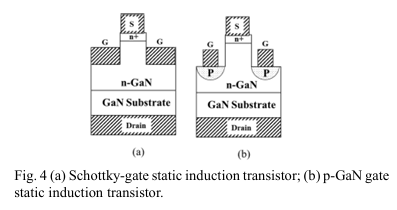 S
n+
G G
n-GaN
GaN Substrate
Drain
(a)
S
n+
G G
P P
n-GaN
GaN Substrate
Drain
(b)
Fig. 4 (a) Schottky-gate static induction transistor; (b) p-GaN gate
static induction transistor.